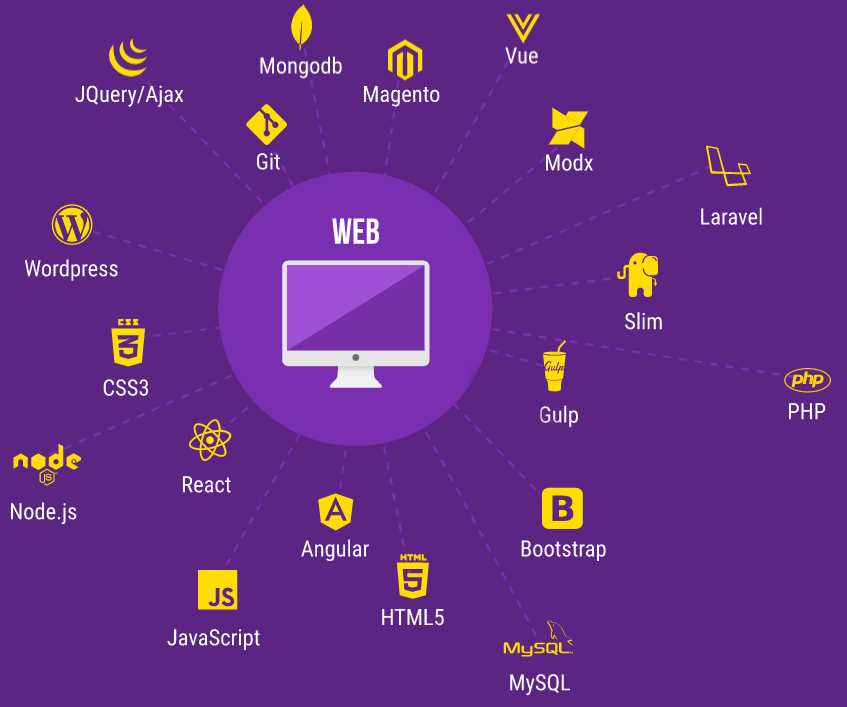 Vue
Mongodb
JQuery/Ajax
Magento
Git
Modx
Laravel
WEB
Wordpress
Slim
CSS
3
CSS3
Gulp
Gulp
php
PHP
node
JS
Node.js
React
A
Angular
B
Bootstrap
HTML
5
HTML5
JS
JavaScript
MySQL
MySQL